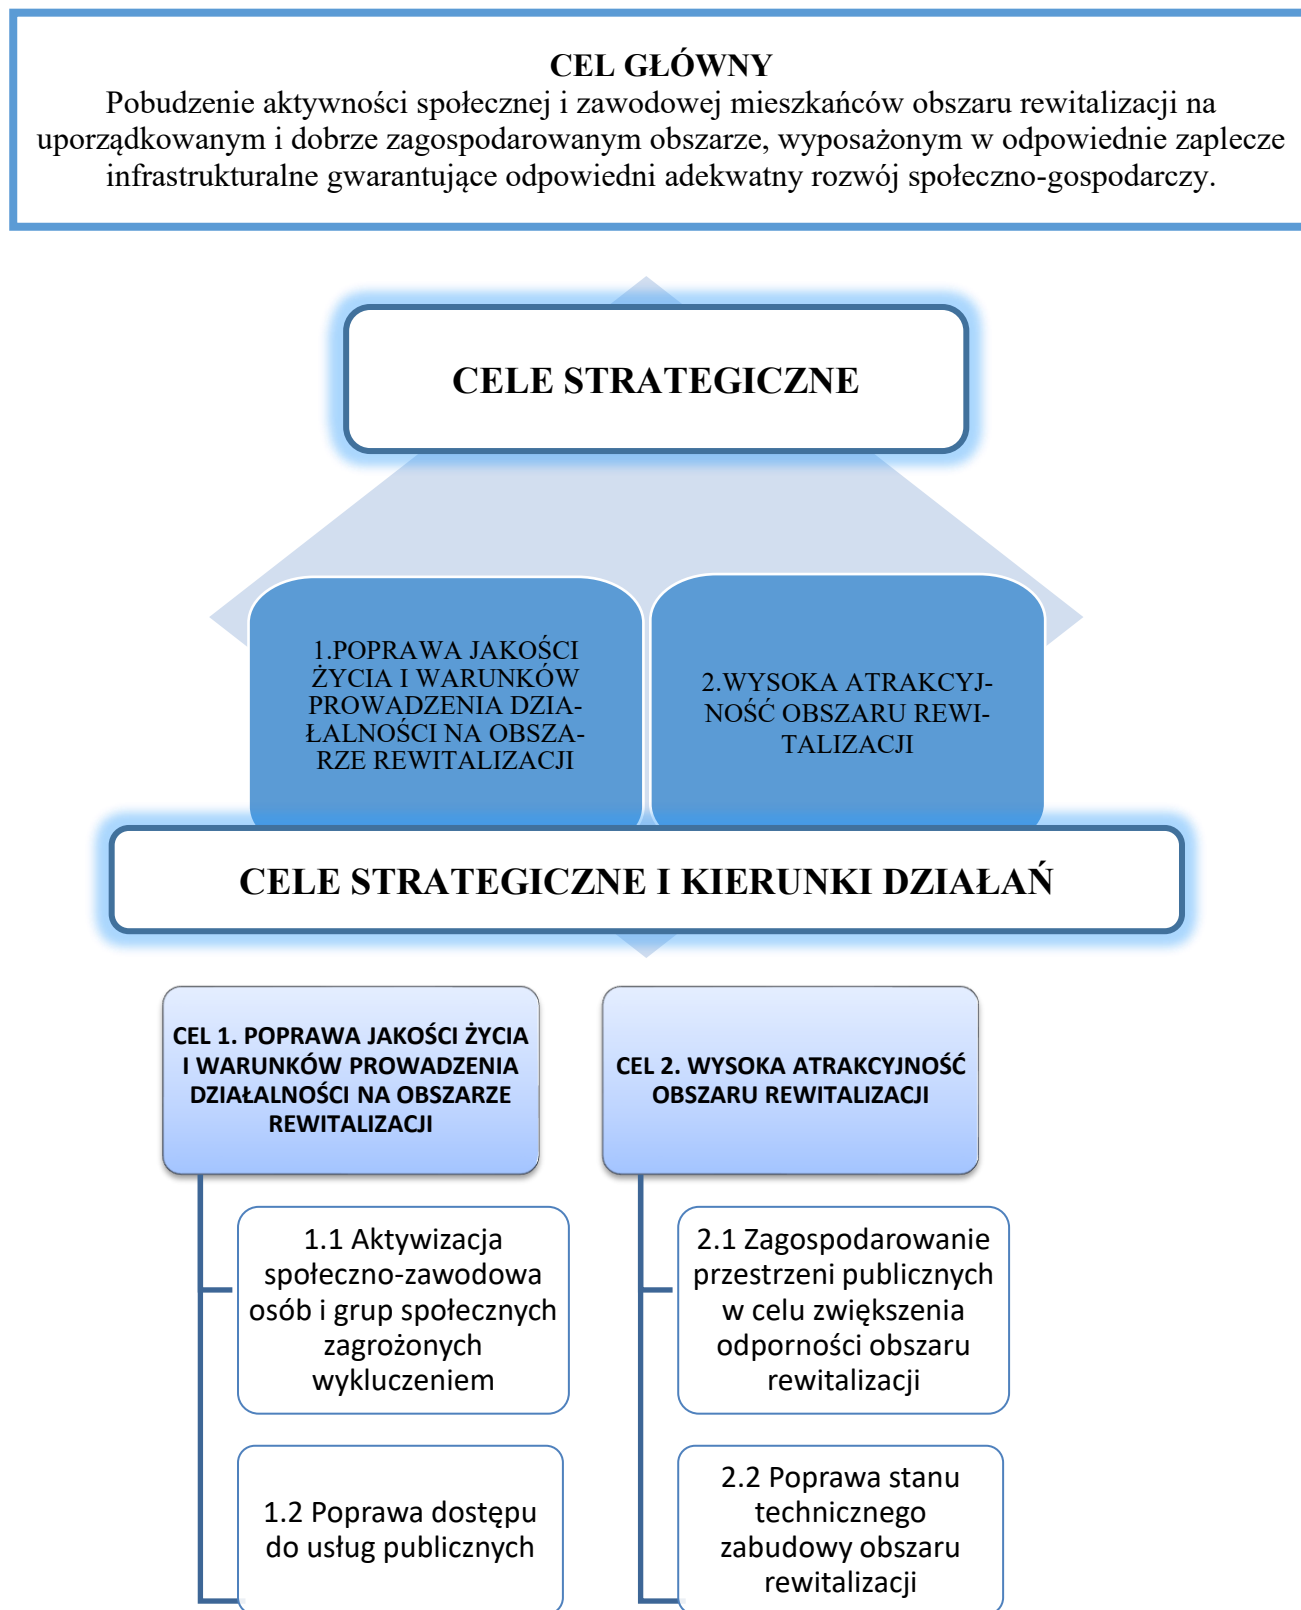 CEL GŁÓWNY
Pobudzenie aktywności społecznej i zawodowej mieszkańców obszaru rewitalizacji na
uporządkowanym i dobrze zagospodarowanym obszarze, wyposażonym w odpowiednie zaplecze
infrastrukturalne gwarantujące odpowiedni adekwatny rozwój społeczno-gospodarczy.
CELE STRATEGICZNE
1.POPRAWA JAKOŚCI
ŻYCIA I WARUNKÓW
PROWADZENIA DZIA-
ŁALNOŚCI NA OBSZA-
RZE REWITALIZACJI
2.WYSOKA ATRAKCYJ-
NOŚĆ OBSZARU REWI-
TALIZACJI
CELE STRATEGICZNE I KIERUNKI DZIAŁAŃ
CEL 1. POPRAWA JAKOŚCI ŻYCIA
I WARUNKÓW PROWADZENIA
DZIAŁALNOŚCI NA OBSZARZE
REWITALIZACJI
1.1 Aktywizacja
społeczno-zawodowa
osób i grup społecznych
zagrożonych
wykluczeniem
1.2 Poprawa dostępu
do usług publicznych
CEL 2. WYSOKA ATRAKCYJNOŚĆ
OBSZARU REWITALIZACJI
2.1 Zagospodarowanie
przestrzeni publicznych
w celu zwiększenia
odporności obszaru
rewitalizacji
2.2 Poprawa stanu
technicznego
zabudowy obszaru
rewitalizacji